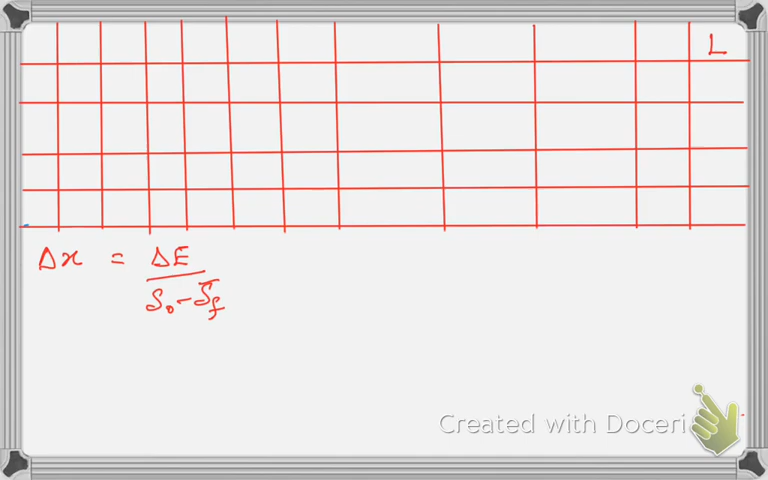 L
Δx = ΔE
S₀ - S̄f
Created with Doceri